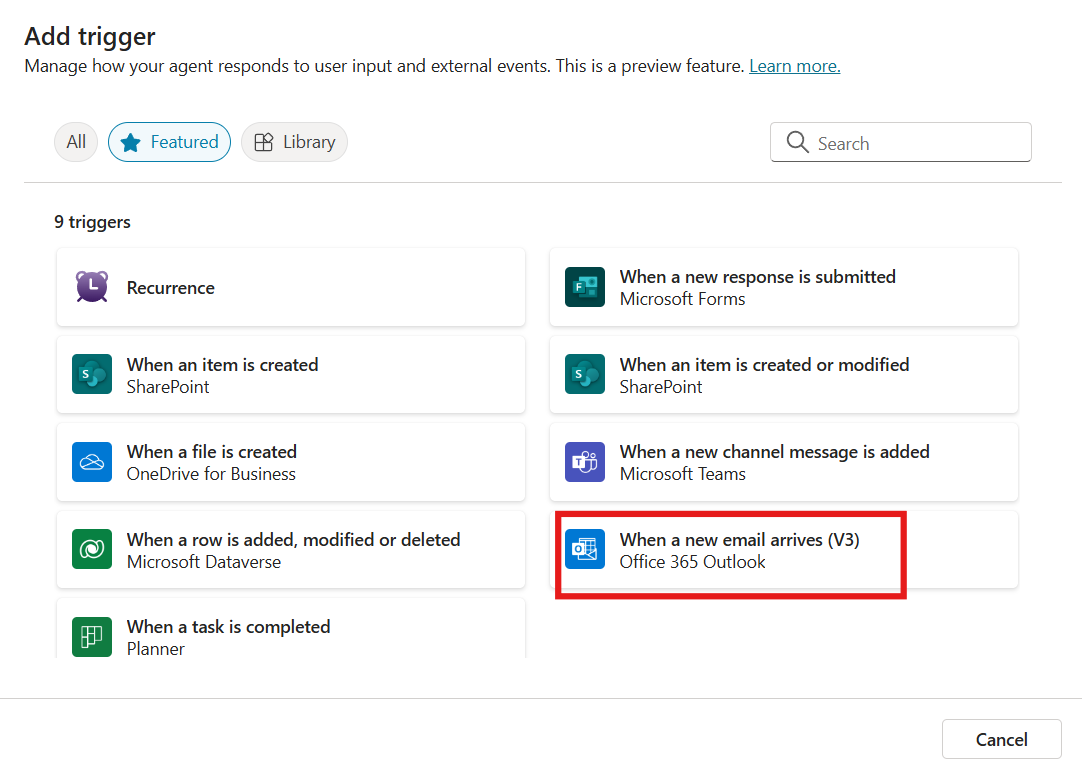 Add trigger
Manage how your agent responds to user input and external events. This is a preview feature. Learn more.
All
Featured
Library
Search
9 triggers
Recurrence
When a new response is submitted
Microsoft Forms
When an item is created
SharePoint
When an item is created or modified
SharePoint
When a file is created
OneDrive for Business
When a new channel message is added
Microsoft Teams
When a row is added, modified or deleted
Microsoft Dataverse
When a new email arrives (V3)
Office 365 Outlook
When a task is completed
Planner
Cancel